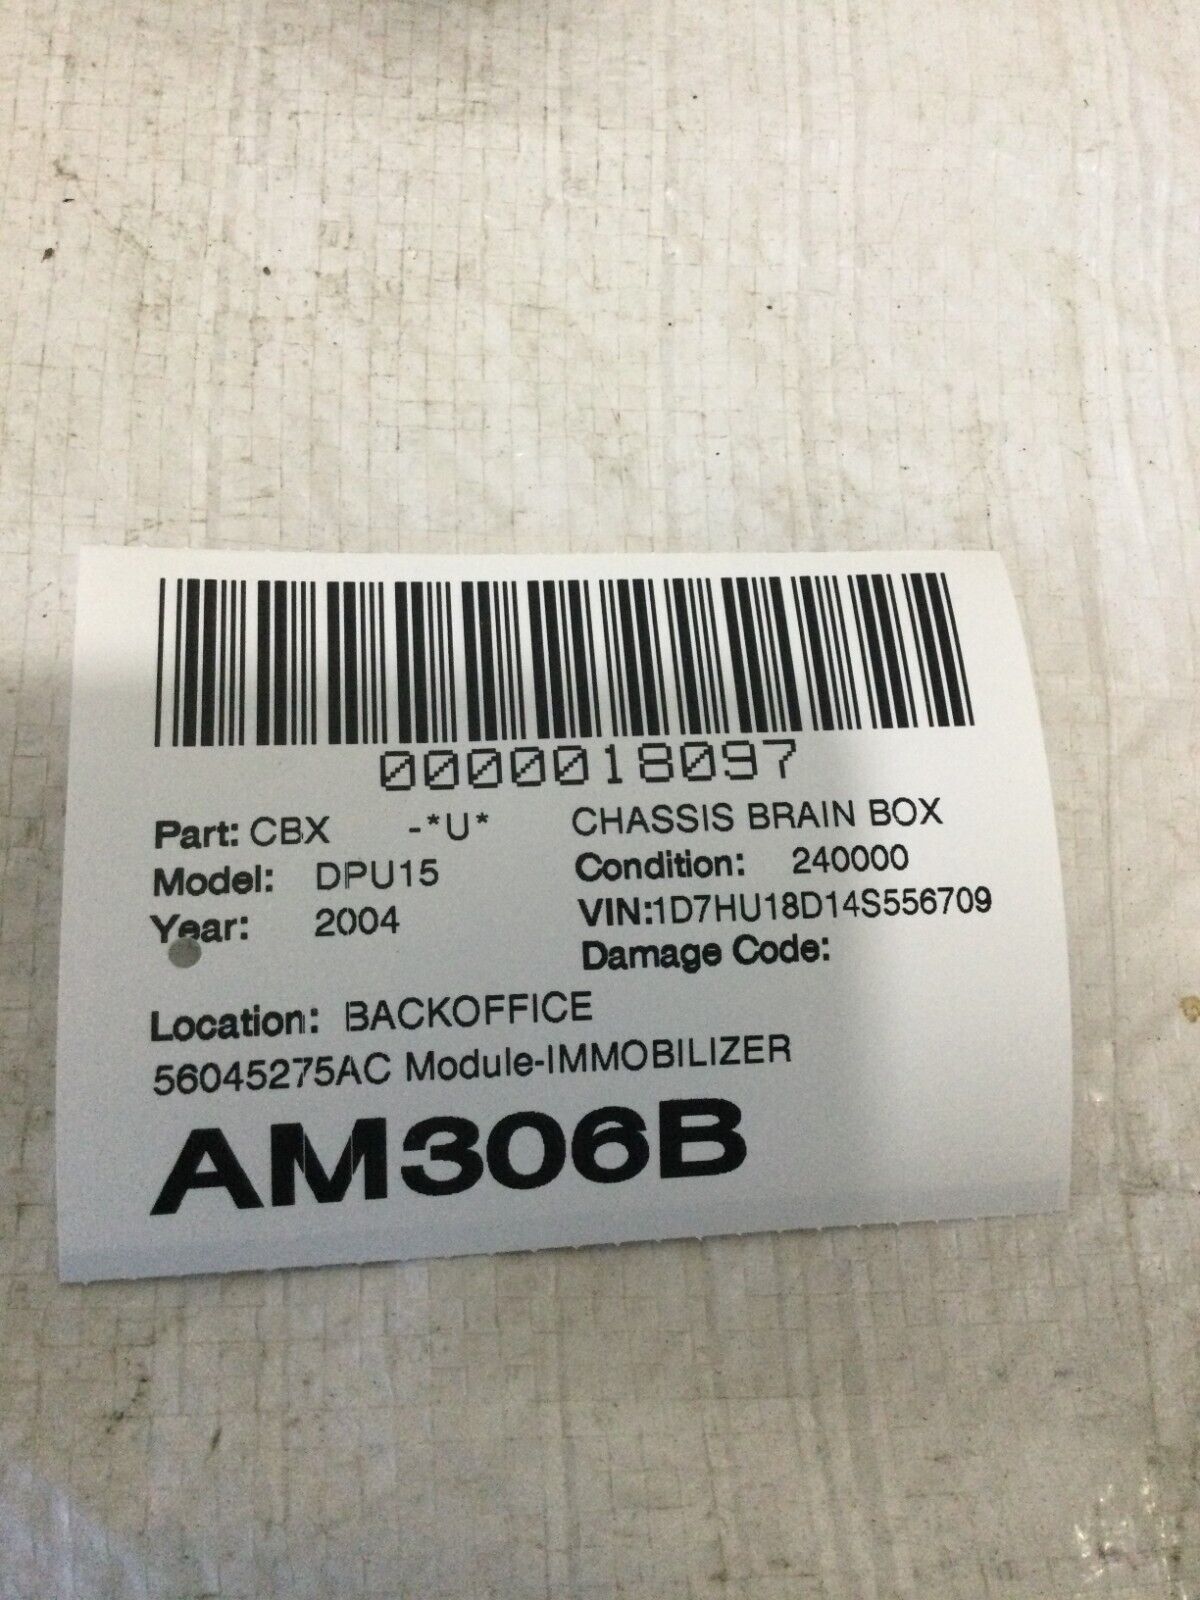 0000018097
Part: CBX -*U* CHASSIS BRAIN BOX
Model: DPU15 Condition: 240000
Year: 2004 VIN:1D7HU18D14S556709
Damage Code:
Location: BACKOFFICE
56045275AC Module-IMMOBILIZER
AM306B